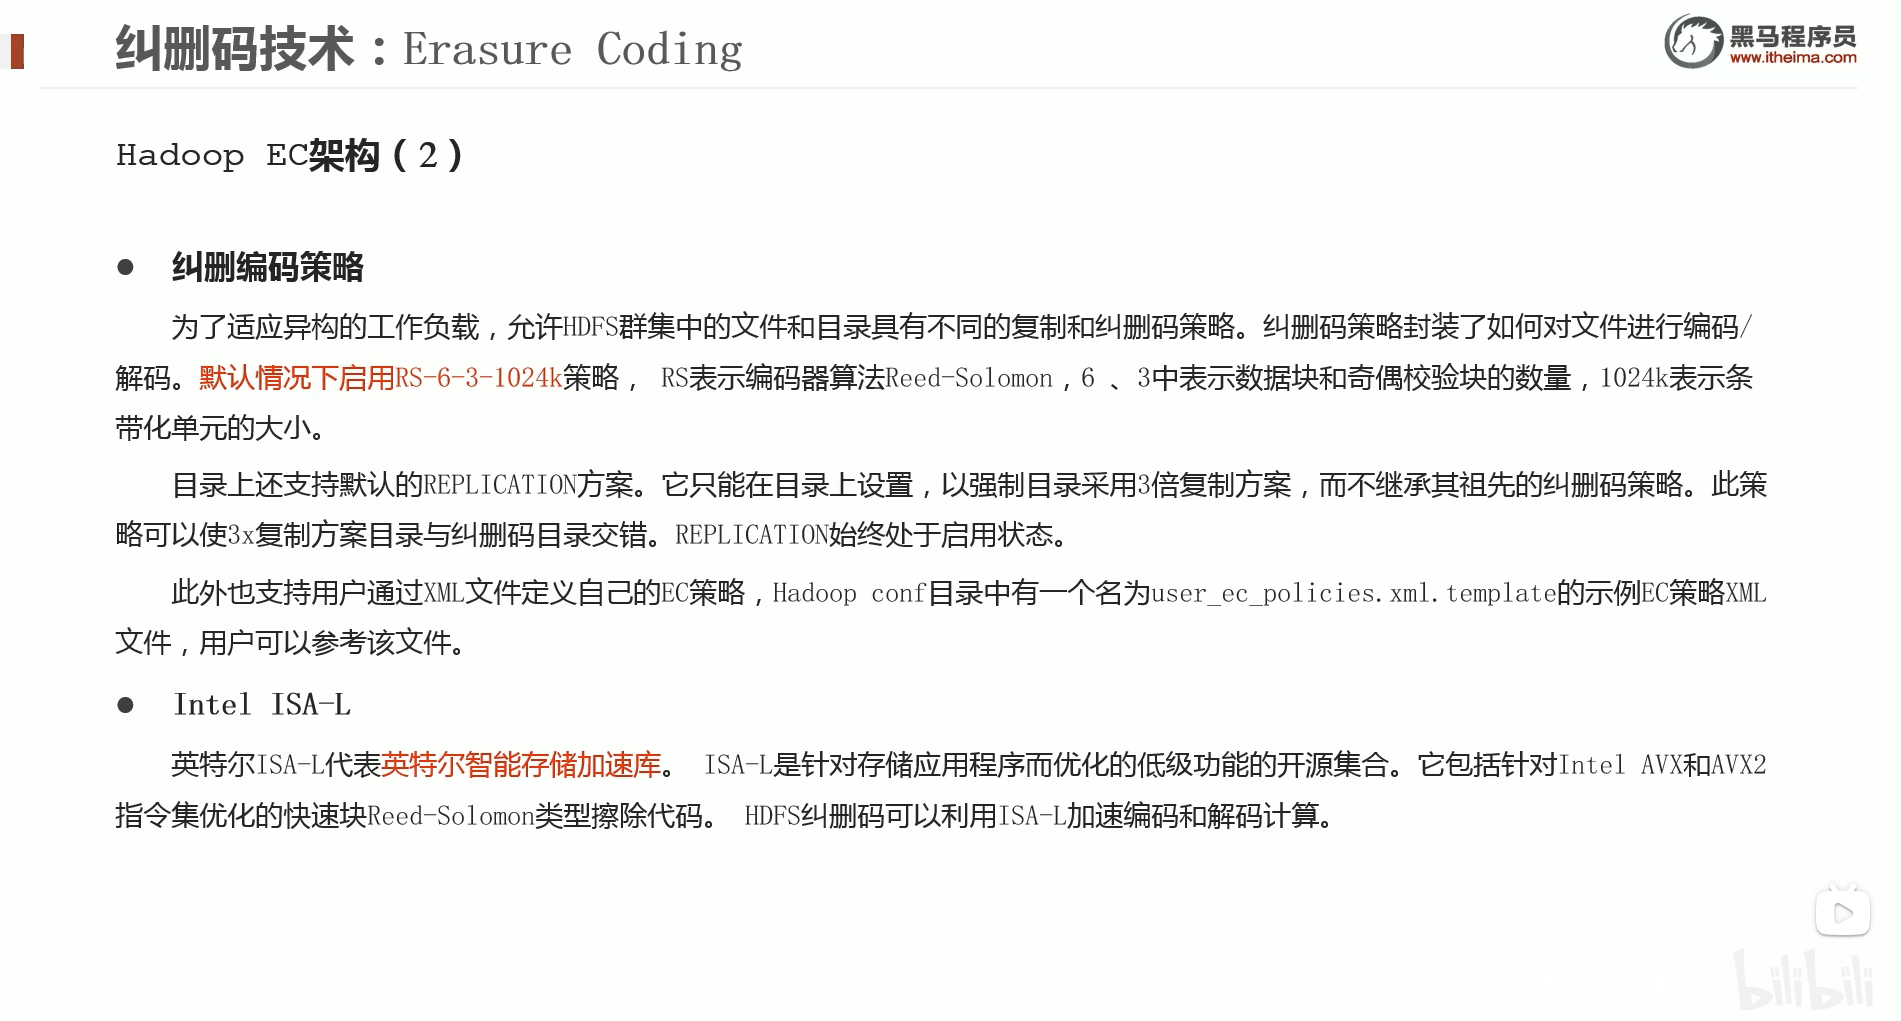 纠删码技术：Erasure Coding
黑马程序员
www.itheima.com
Hadoop EC架构（2）
● 纠删编码策略
为了适应异构的工作负载，允许HDFS群集中的文件和目录具有不同的复制和纠删码策略。纠删码策略封装了如何对文件进行编码/
解码。默认情况下启用RS-6-3-1024k策略， RS表示编码器算法Reed-Solomon，6 、3中表示数据块和奇偶校验块的数量，1024k表示条
带化单元的大小。
目录上还支持默认的REPLICATION方案。它只能在目录上设置，以强制目录采用3倍复制方案，而不继承其祖先的纠删码策略。此策
略可以使3x复制方案目录与纠删码目录交错。REPLICATION始终处于启用状态。
此外也支持用户通过XML文件定义自己的EC策略，Hadoop conf目录中有一个名为user_ec_policies.xml.template的示例EC策略XML
文件，用户可以参考该文件。
● Intel ISA-L
英特尔ISA-L代表英特尔智能存储加速库。 ISA-L是针对存储应用程序而优化的低级功能的开源集合。它包括针对Intel AVX和AVX2
指令集优化的快速块Reed-Solomon类型擦除代码。 HDFS纠删码可以利用ISA-L加速编码和解码计算。
bilibili